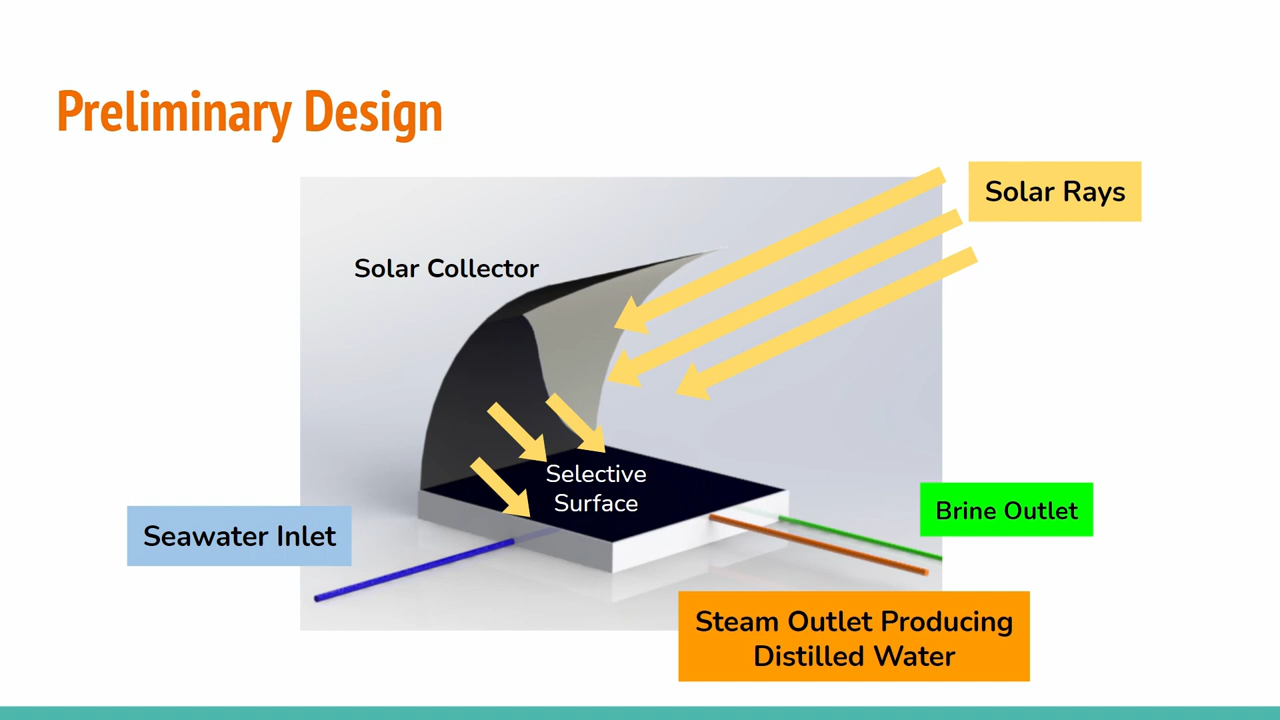 Preliminary Design
Solar Rays
Solar Collector
Selective
Surface
Seawater Inlet
Brine Outlet
Steam Outlet Producing
Distilled Water